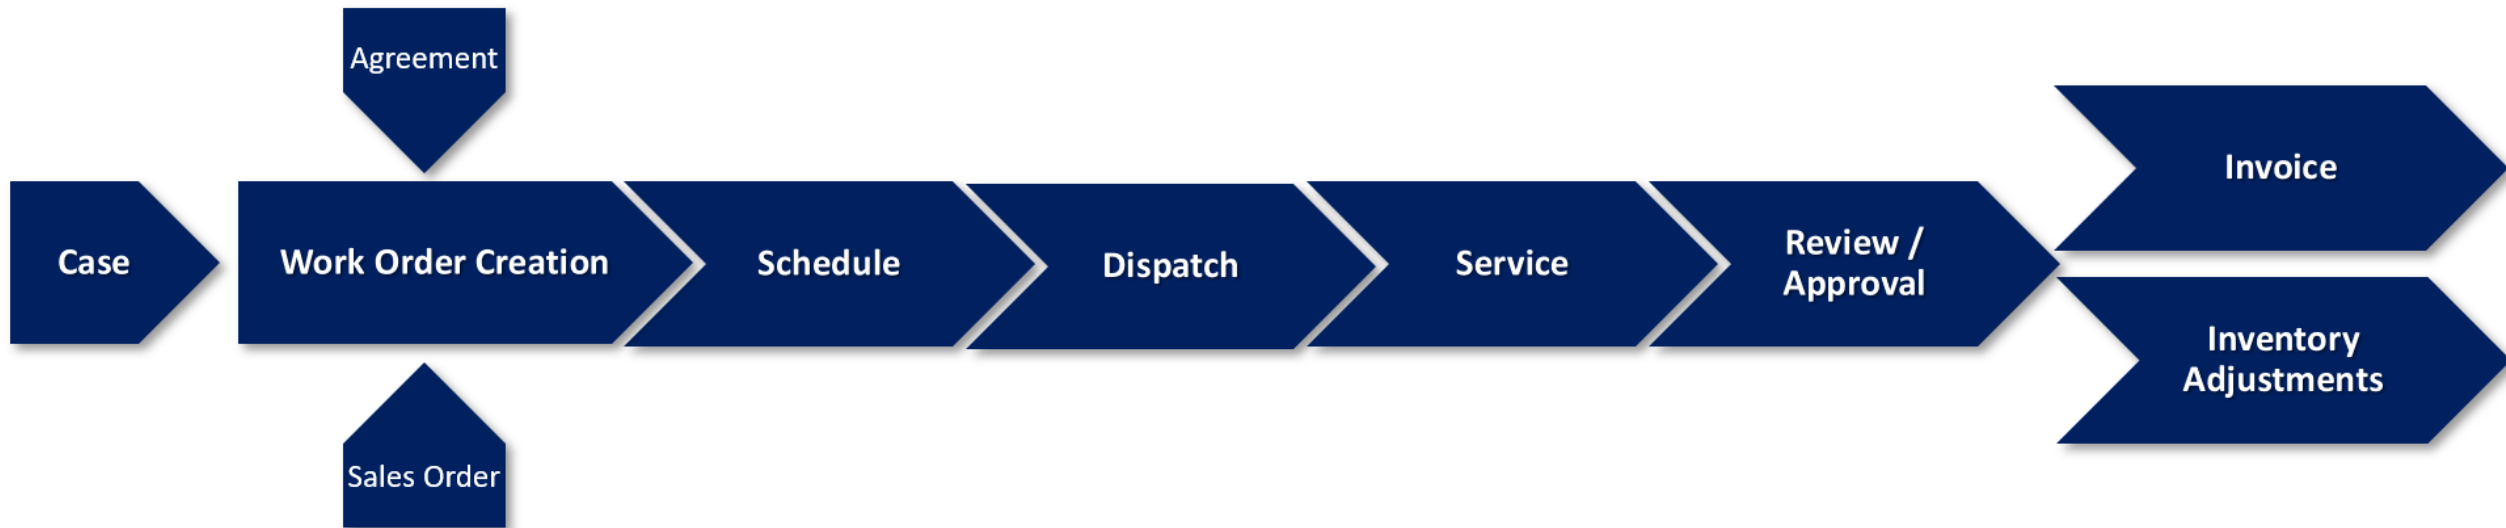 Agreement
Case
Work Order Creation
Schedule
Dispatch
Service
Review /
Approval
Invoice
Inventory
Adjustments
Sales Order